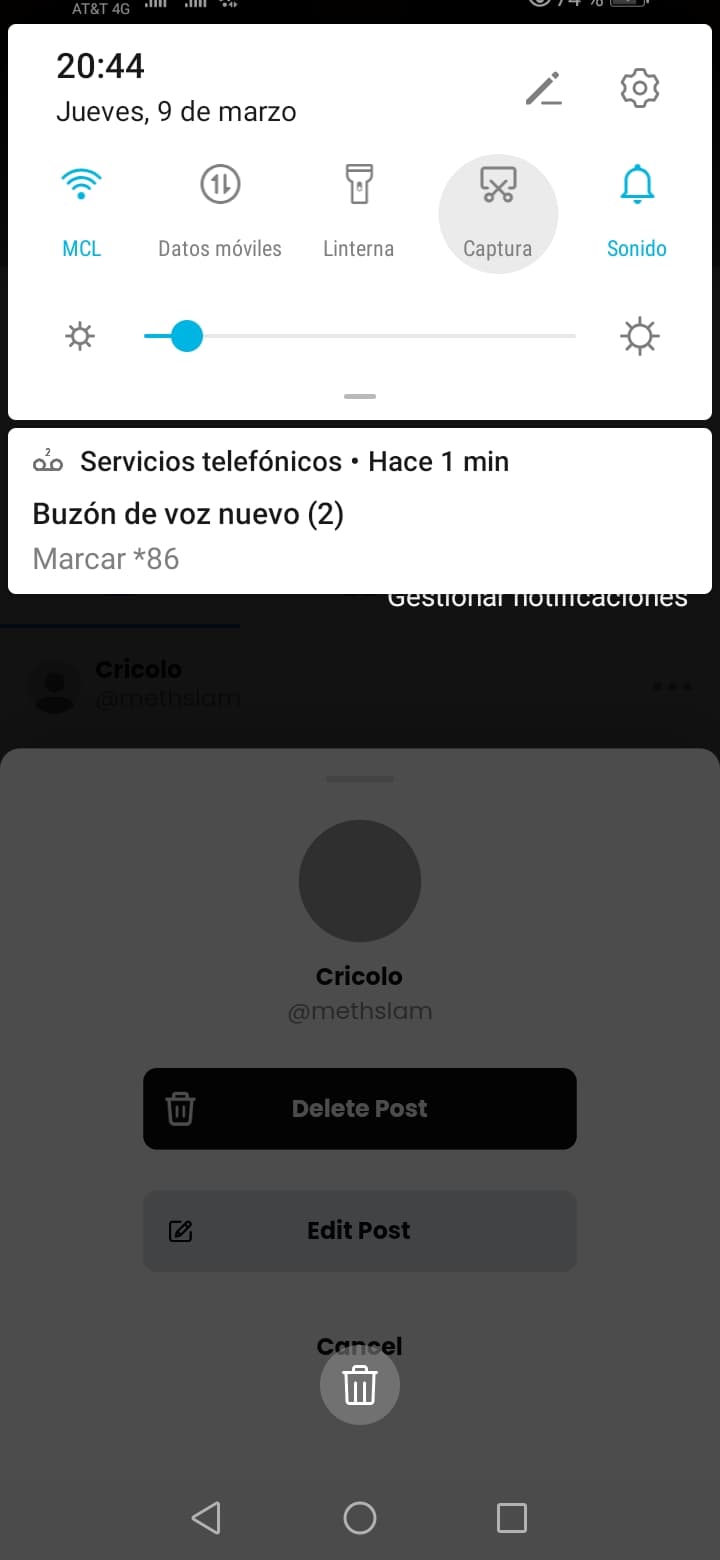 AT&T 4G
20:44
Jueves, 9 de marzo
MCL
Datos móviles
Linterna
Captura
Sonido
2
Servicios telefónicos • Hace 1 min
Buzón de voz nuevo (2)
Marcar *86
Gestionar notificaciones
Cricolo
@methslam
Cricolo
@methslam
Delete Post
Edit Post
Cancel